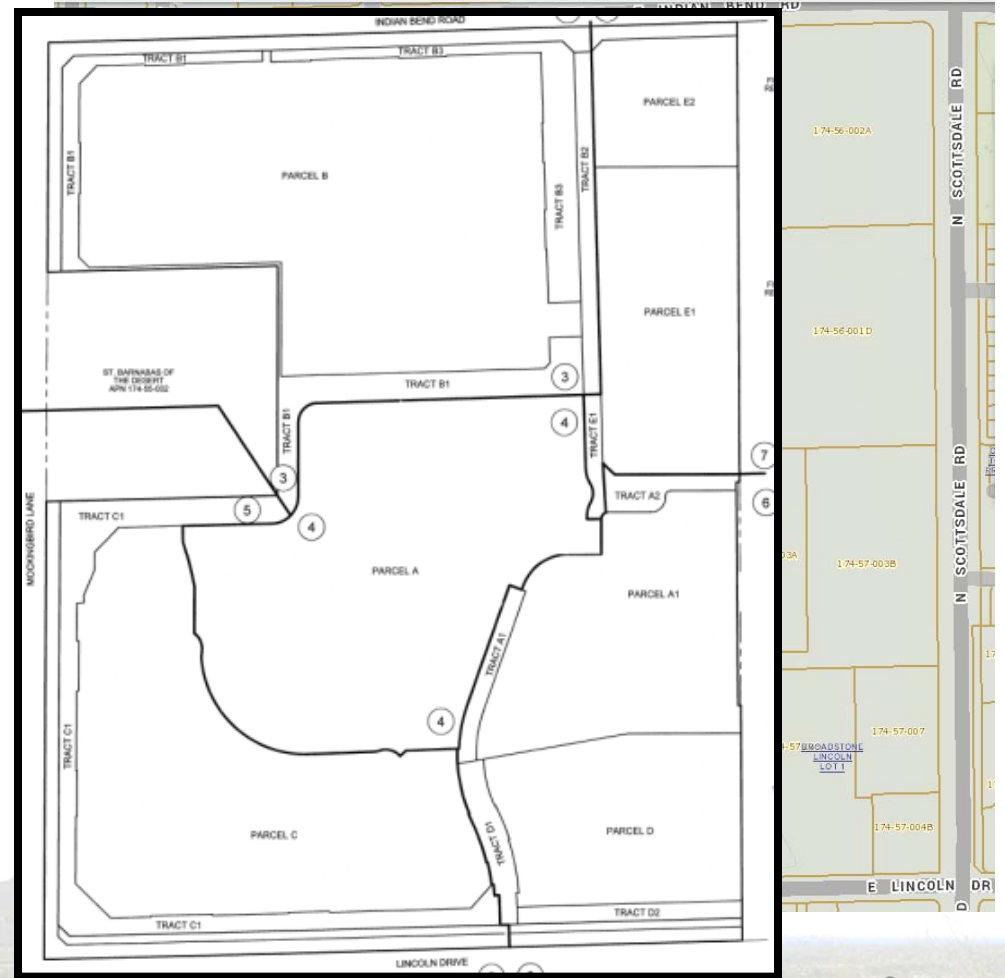 INDIAN BEND RD
INDIAN BEND ROAD
TRACT B1
TRACT B3
PARCEL E2
174-56-002A
N SCOTTSDALE RD
TRACT B1
PARCEL B
TRACT B3
TRACT B2
PARCEL E1
174-56-001D
ST. BARNABAS OF
THE DESERT
APN 174-55-002
TRACT B1
3
TRACT B1
4
TRACT E1
7
3
5
4
TRACT A2
6
TRACT C1
MOCKINGBIRD LANE
PARCEL A
PARCEL A1
03A
174-57-003B
N SCOTTSDALE RD
TRACT A1
4
TRACT C1
BROADSTONE
LINCOLN
LOT 1
174-57-007
PARCEL C
TRACT D1
PARCEL D
174-57-004B
E LINCOLN DR
TRACT C1
TRACT D2
LINCOLN DRIVE